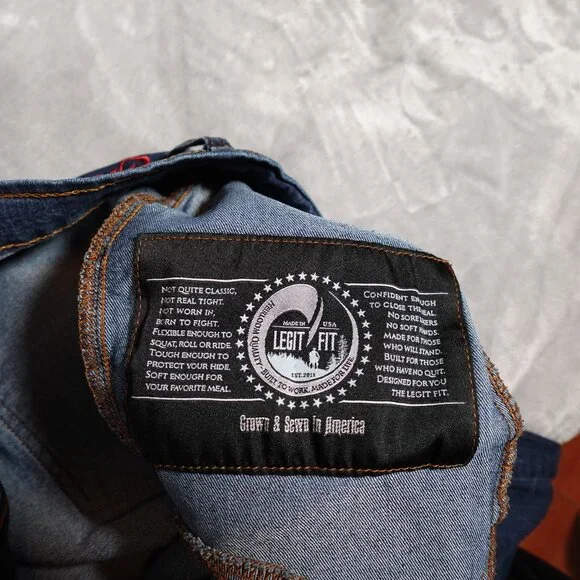 NOT QUITE CLASSIC,
NOT REAL TIGHT.
NOT WORN IN,
BORN TO FIGHT.
FLEXIBLE ENOUGH TO
SQUAT, ROLL OR RIDE.
TOUGH ENOUGH TO
PROTECT YOUR HIDE.
SOFT ENOUGH FOR
YOUR FAVORITE MEAL.
HEIRLOOM QUALITY - BUILT TO WORK, MADE FOR LIFE
MADE IN USA
LEGIT FIT
EST. 2014
CONFIDENT ENOUGH
TO CLOSE THE DEAL.
NO SORE
NO SOFT HANDS.
MADE FOR THOSE
WHO WILL STAND.
BUILT FOR THOSE
WHO HAVE NO QUIT.
DESIGNED FOR YOU
THE LEGIT FIT.
Grown & Sewn in America